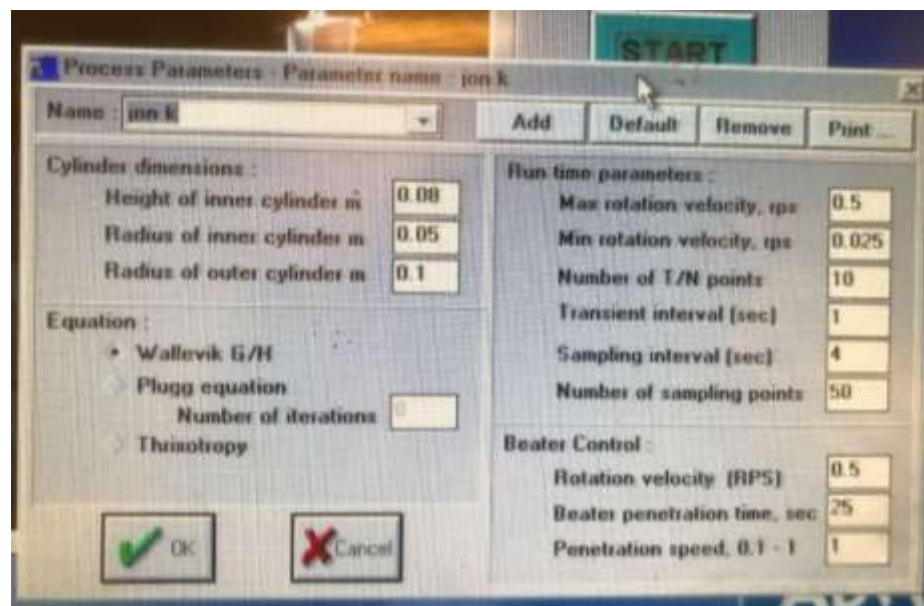 START
Process Parameters - Parameter name : jon k
Name : jon k
Add
Default
Remove
Print ...
Cylinder dimensions :
Height of inner cylinder m 0.08
Radius of inner cylinder m 0.05
Radius of outer cylinder m 0.1
Equation :
Wallevik G/H
Plugg equation
Number of iterations 0
Thixotropy
OK
Cancel
Run time parameters :
Max rotation velocity, rps 0.5
Min rotation velocity, rps 0.025
Number of T/N points 10
Transient interval (sec) 1
Sampling interval (sec) 4
Number of sampling points 50
Beater Control :
Rotation velocity (RPS) 0.5
Beater penetration time, sec 25
Penetration speed, 0.1 - 1 1